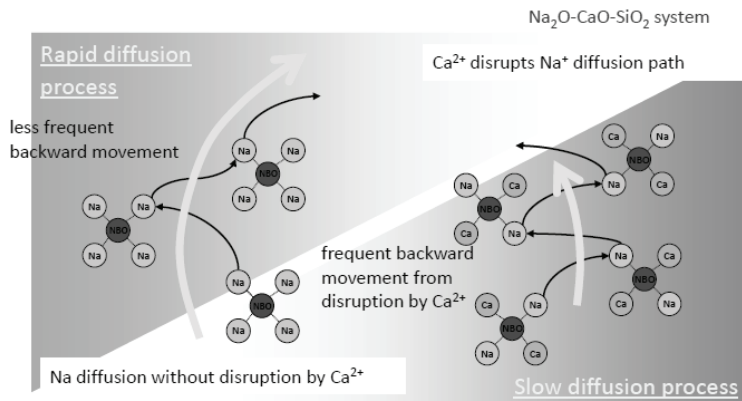 Na₂O-CaO-SiO₂ system
Rapid diffusion
process
Ca²⁺ disrupts Na⁺ diffusion path
less frequent
backward movement
Na Na
NBO
Na Na
Na Na
NBO
Na Na
Na Na
NBO
Na Na
Ca Na
NBO
Na Ca
Na Ca
NBO
Ca Na
Na Ca
NBO
Ca Na
Ca Na
NBO
Na Ca
frequent backward
movement from
disruption by Ca²⁺
Na diffusion without disruption by Ca²⁺
Slow diffusion process